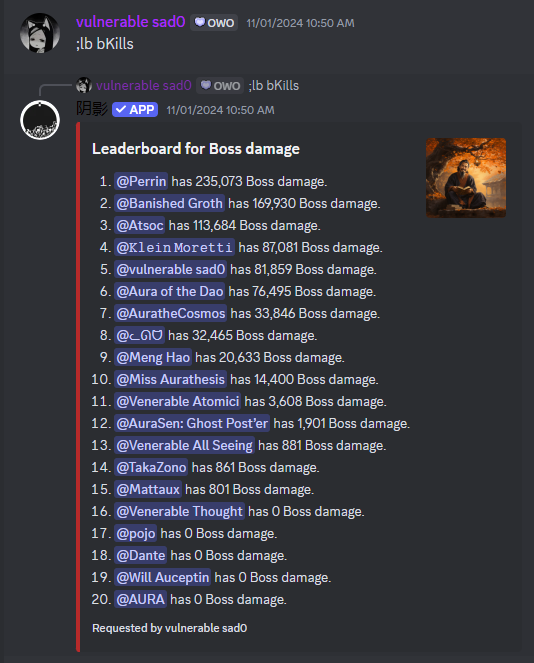 vulnerable sad0 OWO 11/01/2024 10:50 AM
;lb bKills
vulnerable sad0 OWO ;lb bKills
阴影 ✓ APP 11/01/2024 10:50 AM
Leaderboard for Boss damage
1. @Perrin has 235,073 Boss damage.
2. @Banished Groth has 169,930 Boss damage.
3. @Atsoc has 113,684 Boss damage.
4. @𝙺𝚕𝚎𝚒𝚗 𝙼𝚘𝚛𝚎𝚝𝚝𝚒 has 87,081 Boss damage.
5. @vulnerable sad0 has 81,859 Boss damage.
6. @Aura of the Dao has 76,495 Boss damage.
7. @AuratheCosmos has 33,846 Boss damage.
8. has 32,465 Boss damage.
9. @Meng Hao has 20,633 Boss damage.
10. @Miss Aurathesis has 14,400 Boss damage.
11. @Venerable Atomici has 3,608 Boss damage.
12. @AuraSen: Ghost Post'er has 1,901 Boss damage.
13. @Venerable All Seeing has 881 Boss damage.
14. @TakaZono has 861 Boss damage.
15. @Mattaux has 801 Boss damage.
16. @Venerable Thought has 0 Boss damage.
17. @pojo has 0 Boss damage.
18. @Dante has 0 Boss damage.
19. @Will Auceptin has 0 Boss damage.
20. @AURA has 0 Boss damage.
Requested by vulnerable sad0